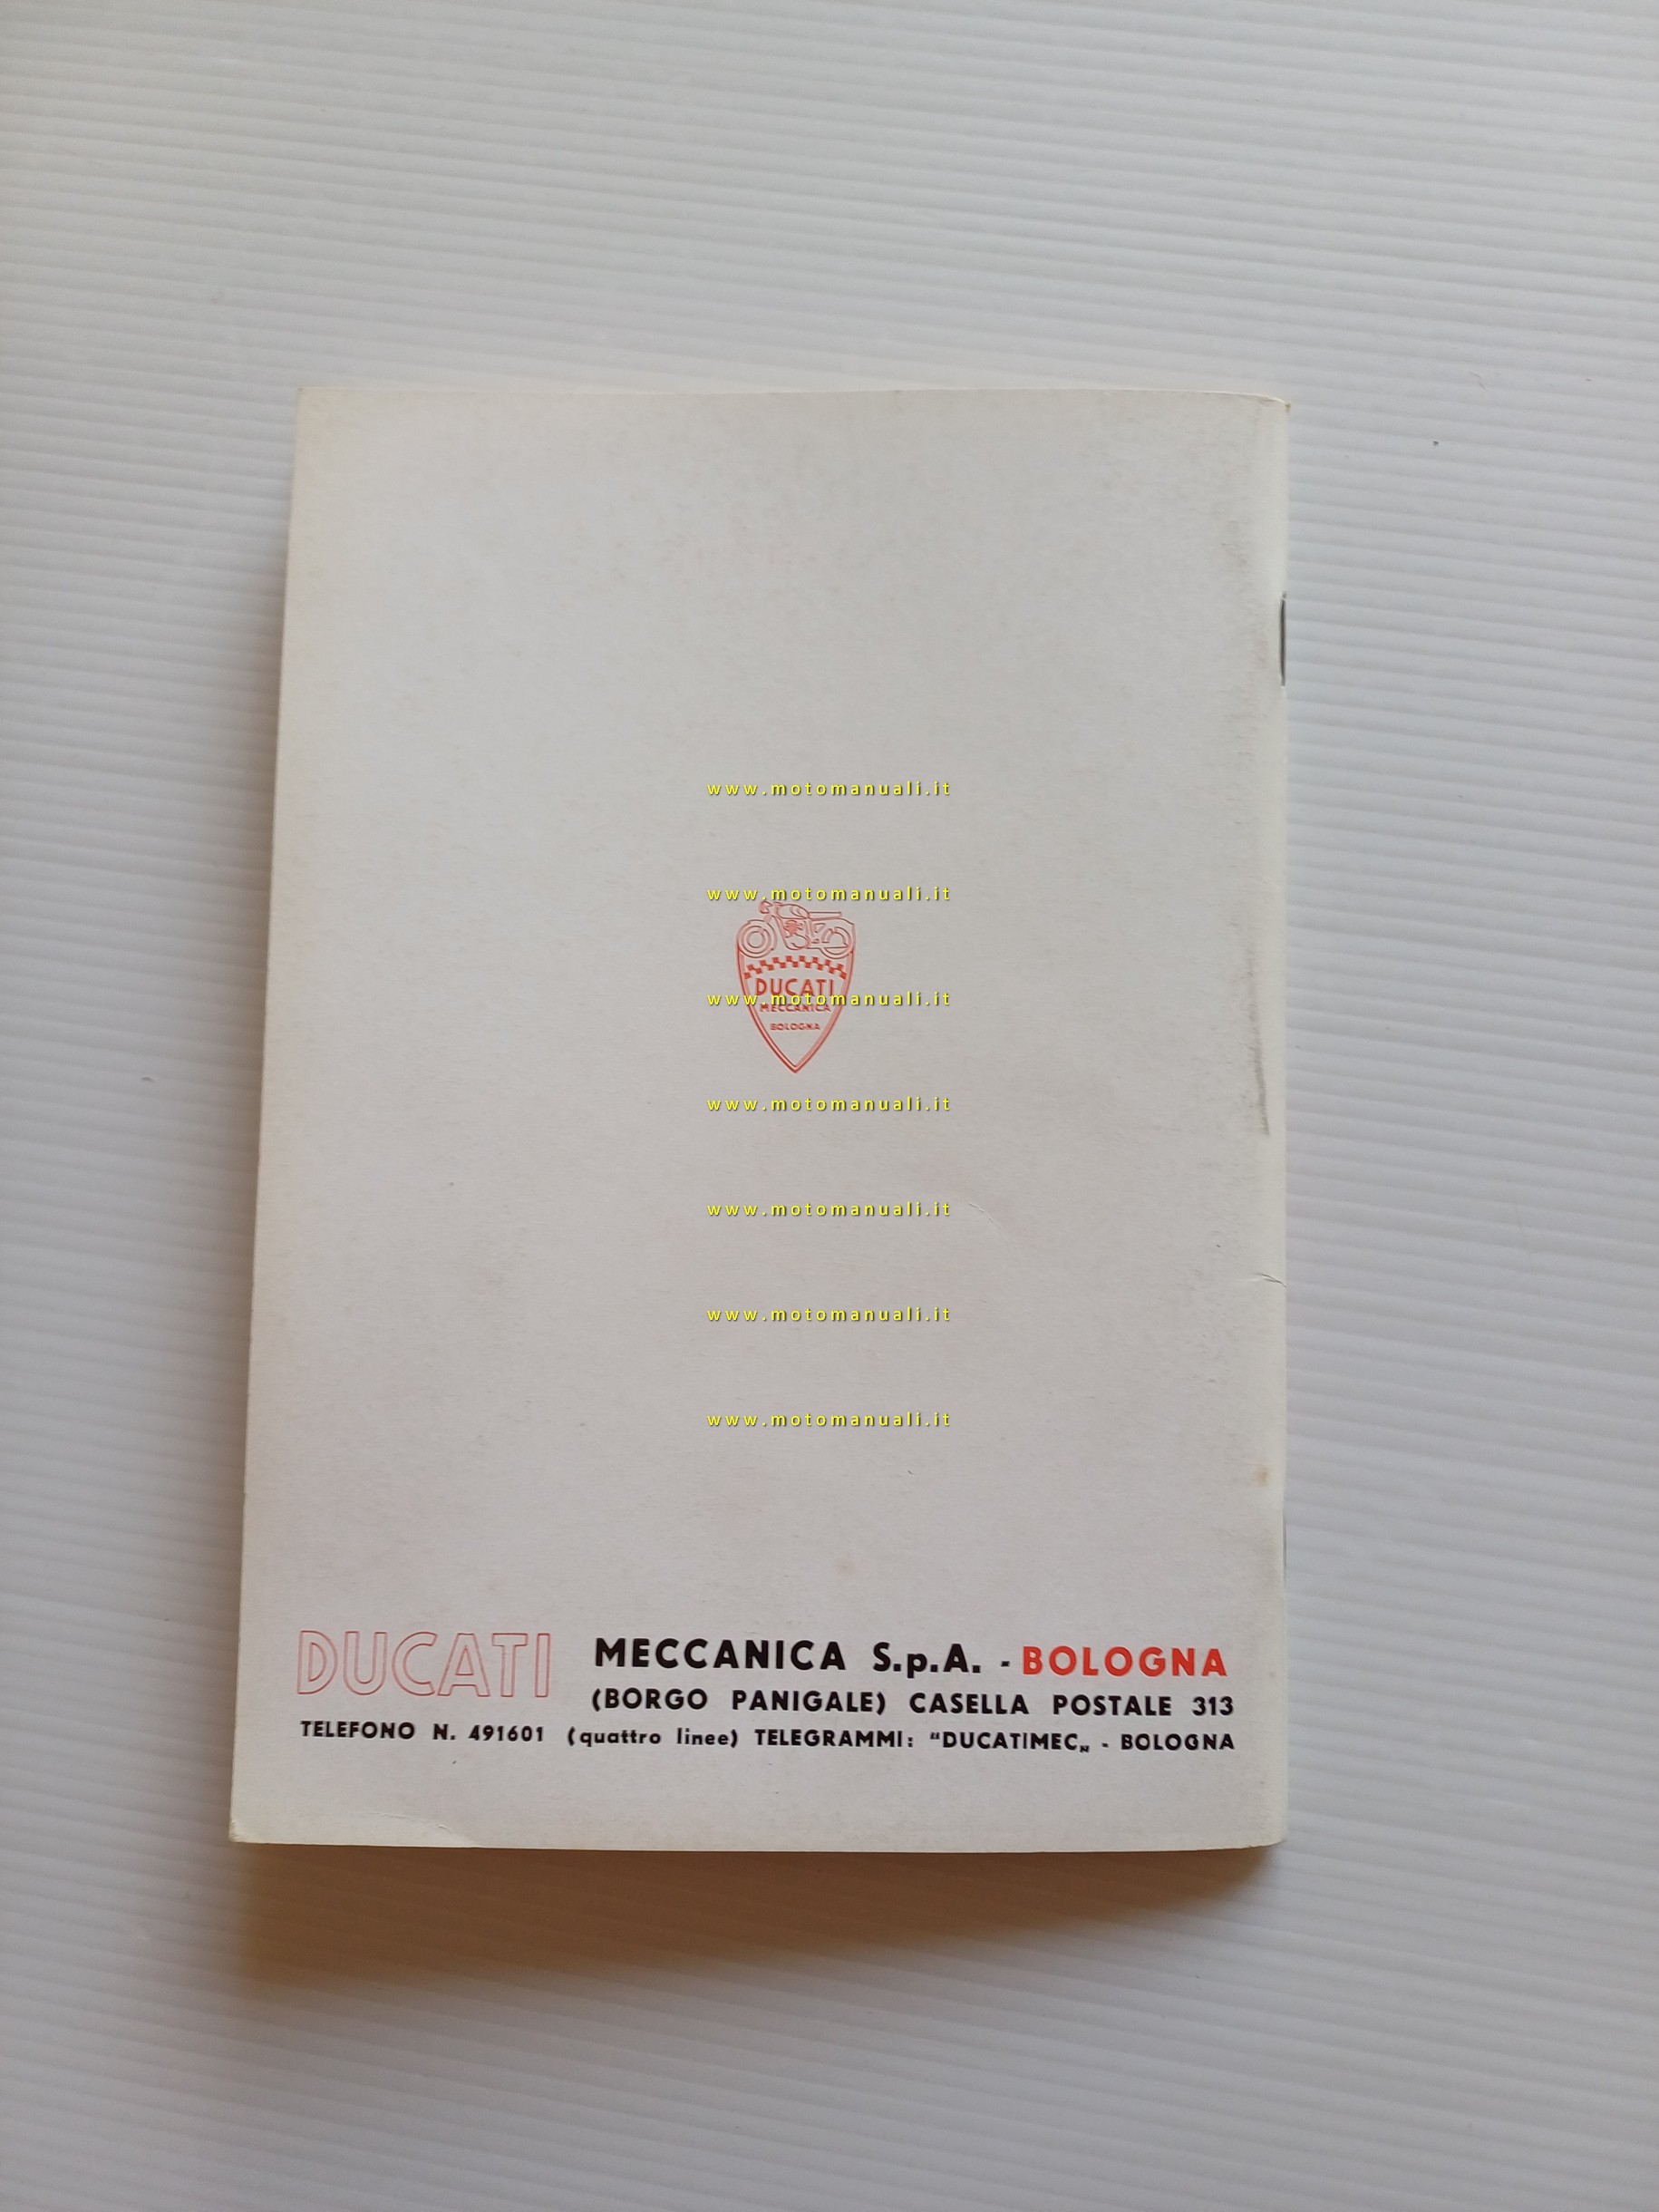 www.motomanuali.it
www.motomanuali.it
DUCATI
www.motomanuali.it
MECCANICA
BOLOGNA
www.motomanuali.it
www.motomanuali.it
www.motomanuali.it
www.motomanuali.it
DUCATI MECCANICA S.p.A. - BOLOGNA
(BORGO PANIGALE) CASELLA POSTALE 313
TELEFONO N. 491601 (quattro linee) TELEGRAMMI: “DUCATIMEC„ - BOLOGNA